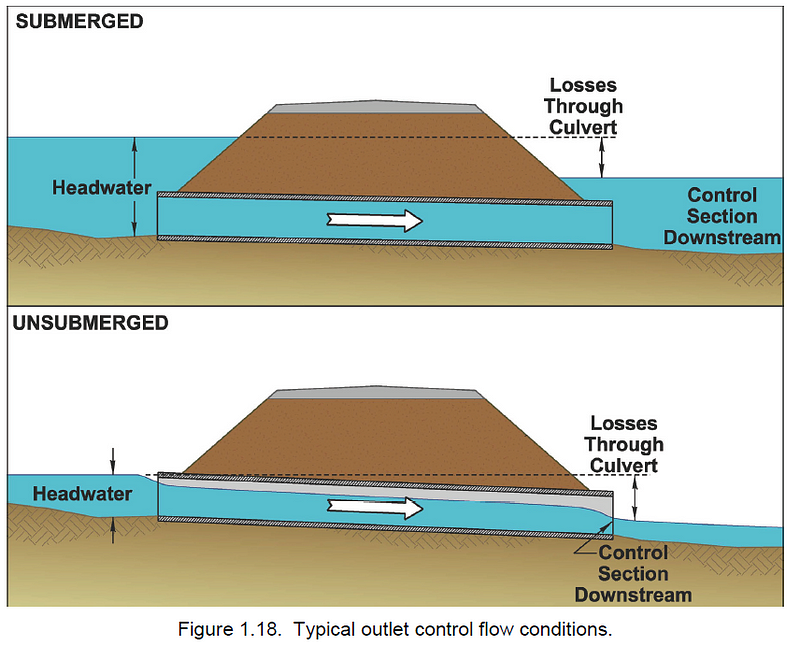 SUBMERGED
Losses
Through
Culvert
Headwater
Control
Section
Downstream
UNSUBMERGED
Losses
Through
Culvert
Headwater
Control
Section
Downstream
Figure 1.18.  Typical outlet control flow conditions.